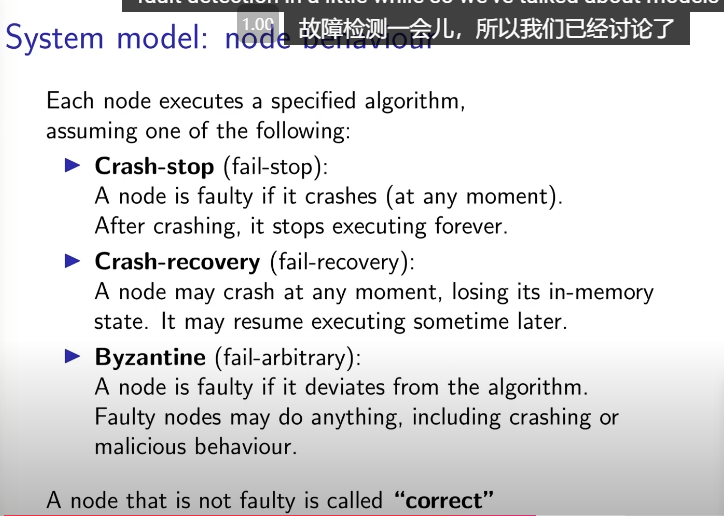 fault detection in a little while so we've talked about models
1.00
故障检测一会儿，所以我们已经讨论了
System model: node behaviour
Each node executes a specified algorithm,
assuming one of the following:
▶ Crash-stop (fail-stop):
A node is faulty if it crashes (at any moment).
After crashing, it stops executing forever.
▶ Crash-recovery (fail-recovery):
A node may crash at any moment, losing its in-memory
state. It may resume executing sometime later.
▶ Byzantine (fail-arbitrary):
A node is faulty if it deviates from the algorithm.
Faulty nodes may do anything, including crashing or
malicious behaviour.
A node that is not faulty is called “correct”